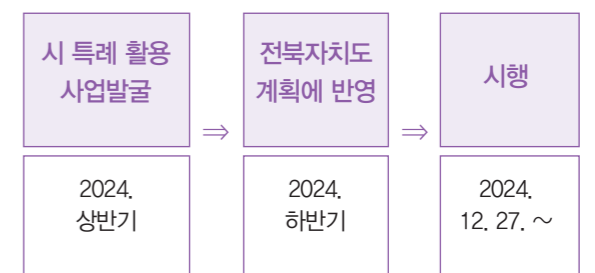 시 특례 활용
사업발굴
⇒
전북자치도
계획에 반영
⇒
시행
2024.
상반기
2024.
하반기
2024.
12. 27. ~